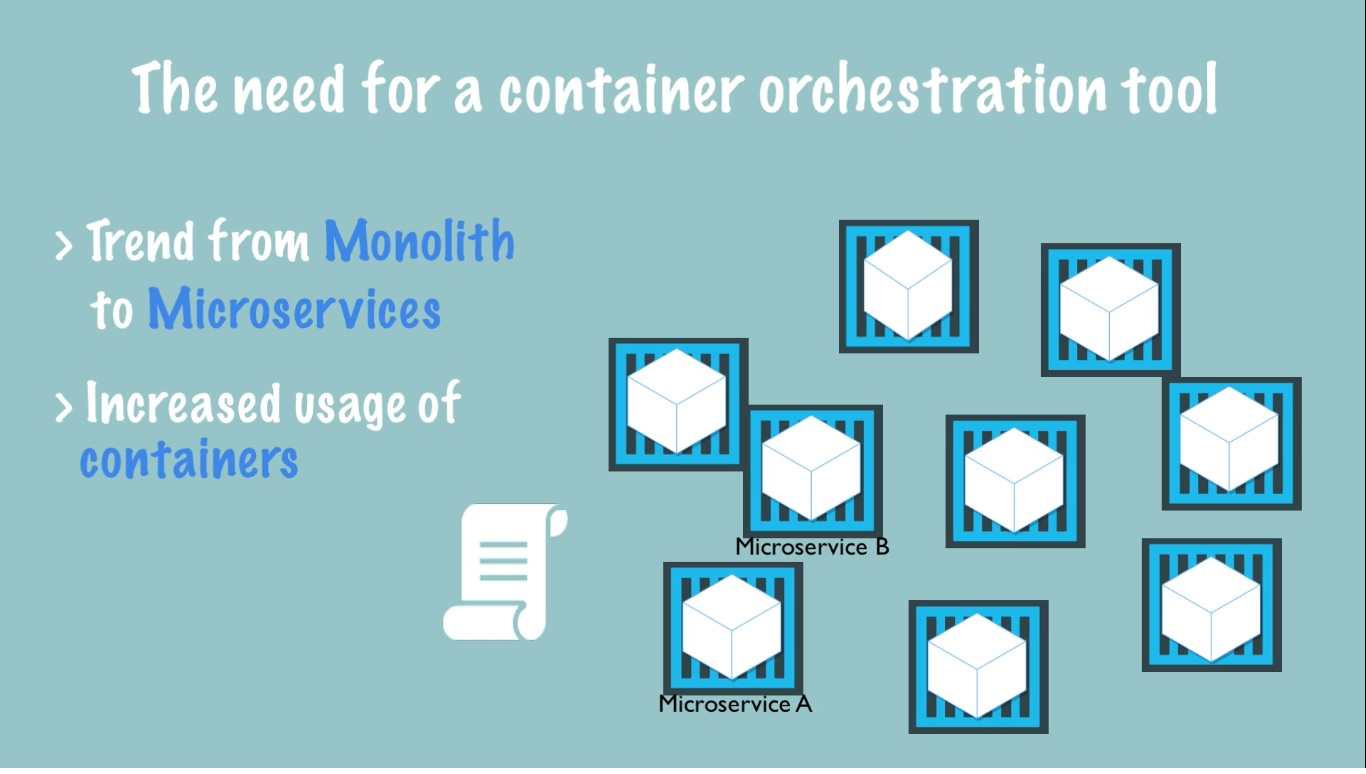 The need for a container orchestration tool
> Trend from Monolith
to Microservices
> Increased usage of
containers
Microservice B
Microservice A